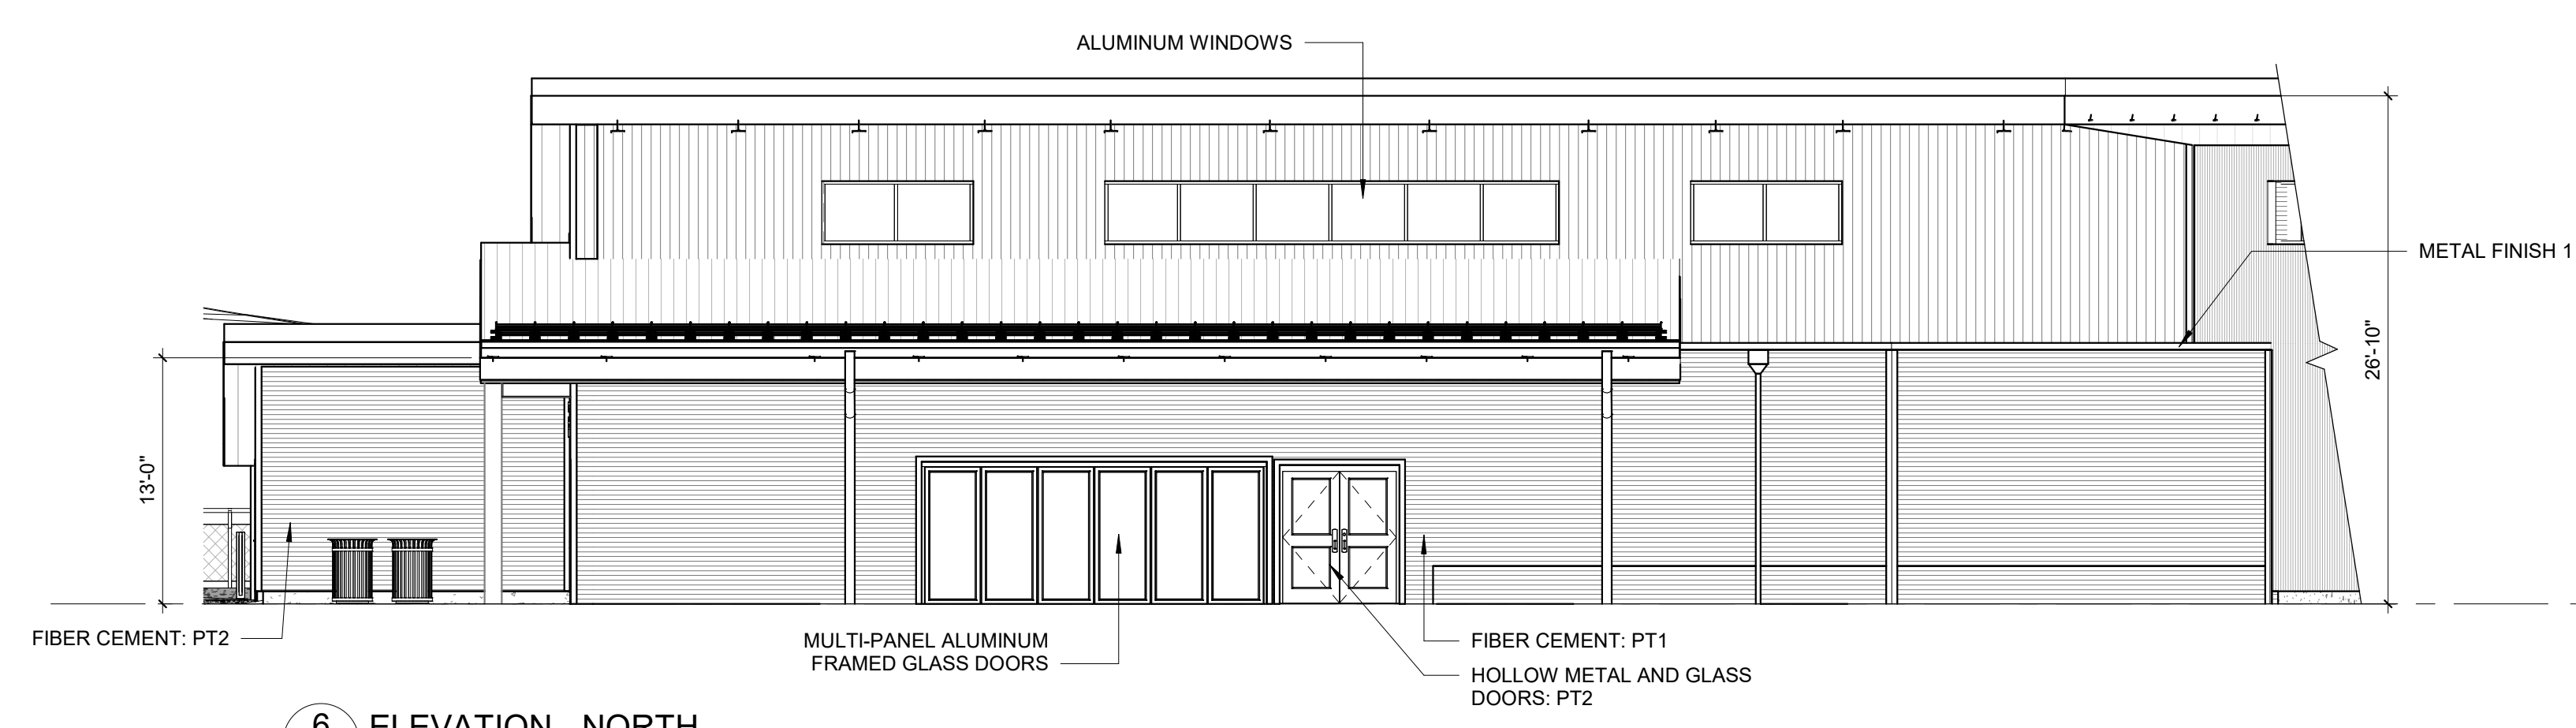 ALUMINUM WINDOWS
METAL FINISH 1
26'-10"
13'-0"
FIBER CEMENT: PT2
MULTI-PANEL ALUMINUM
FRAMED GLASS DOORS
FIBER CEMENT: PT1
HOLLOW METAL AND GLASS
DOORS: PT2
6 ELEVATION - NORTH